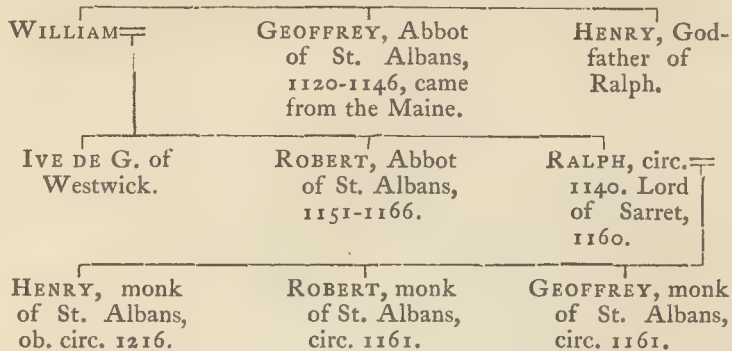 WILLIAM
GEOFFREY, Abbot
of St. Albans,
1120-1146, came
from the Maine.
HENRY, God-
father of
Ralph.
IVE DE G. of
Westwick.
ROBERT, Abbot
of St. Albans,
1151-1166.
RALPH, circ.
1140. Lord
of Sarret,
1160.
HENRY, monk
of St. Albans,
ob. circ. 1216.
ROBERT, monk
of St. Albans,
circ. 1161.
GEOFFREY, monk
of St. Albans,
circ. 1161.